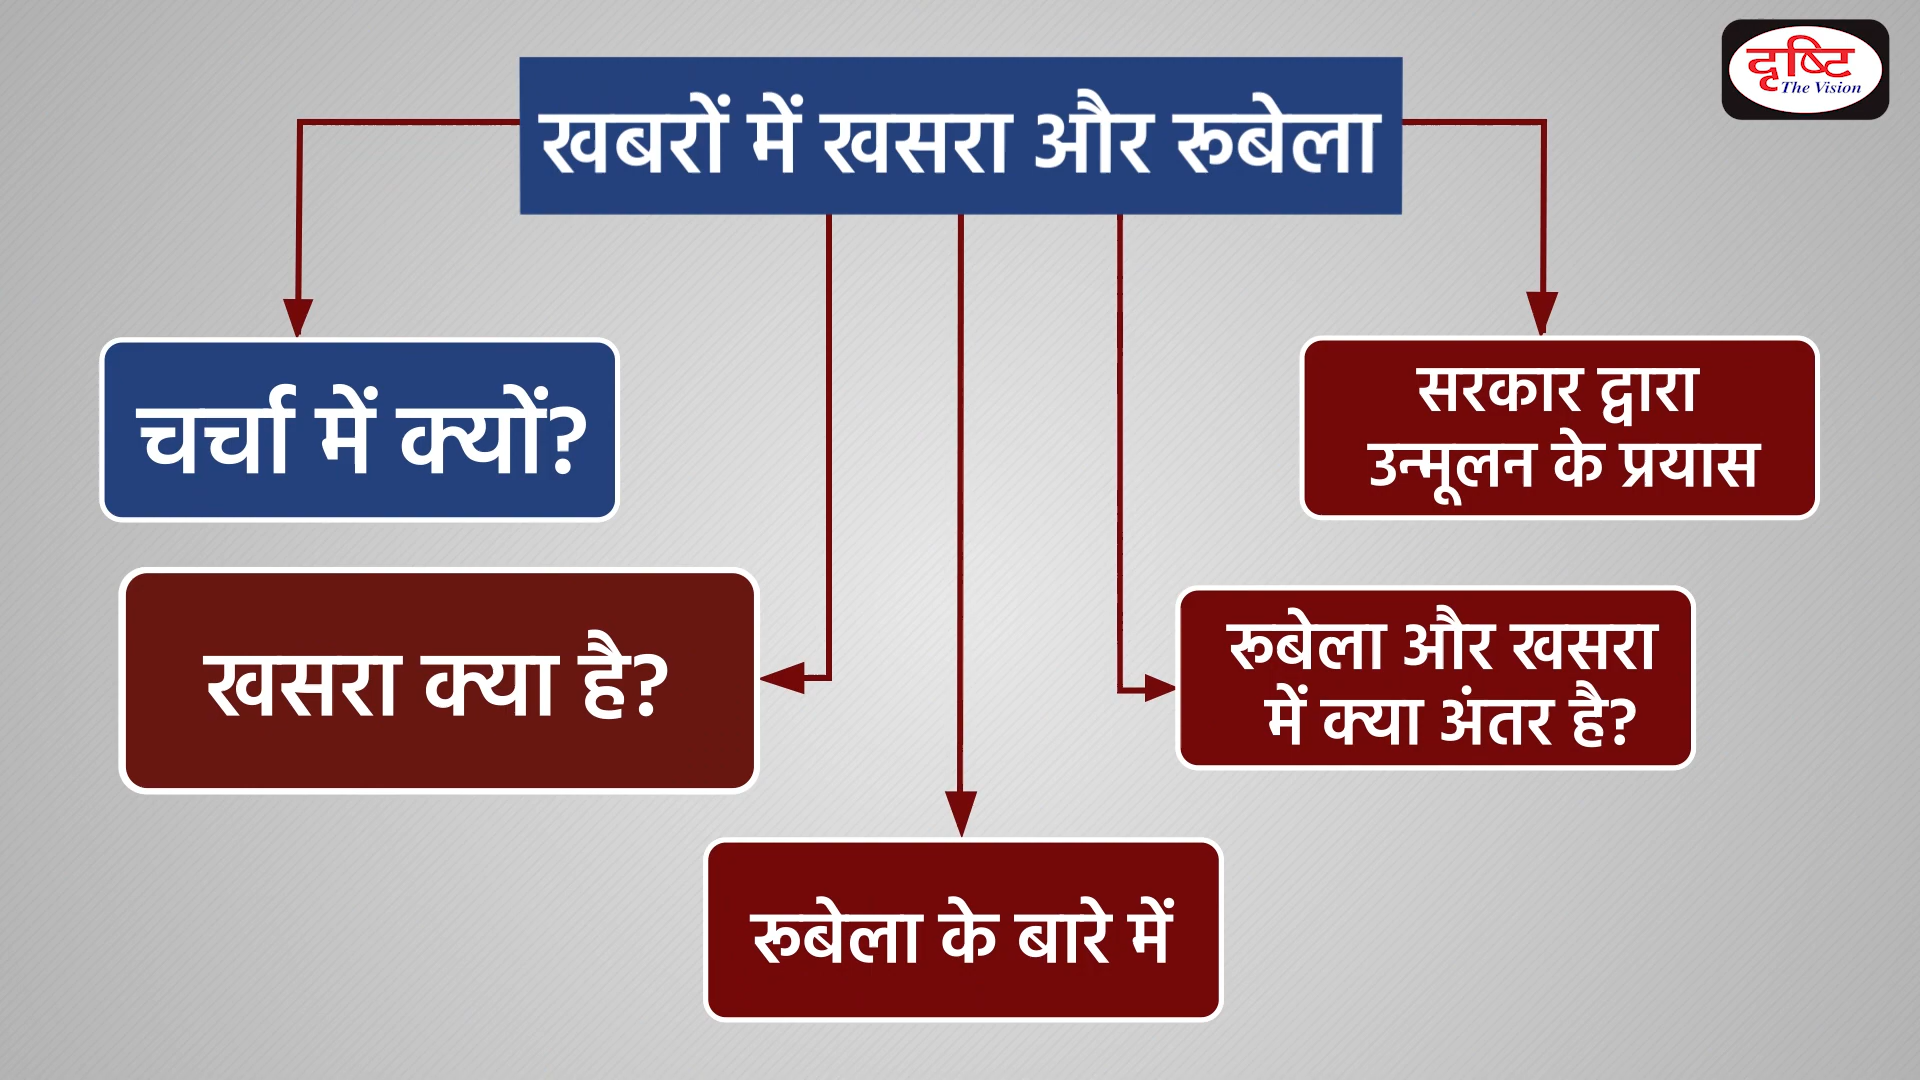 दृष्टि
The Vision
खबरों में खसरा और रूबेला
चर्चा में क्यों?
सरकार द्वारा
उन्मूलन के प्रयास
खसरा क्या है?
रूबेला और खसरा
में क्या अंतर है?
रूबेला के बारे में